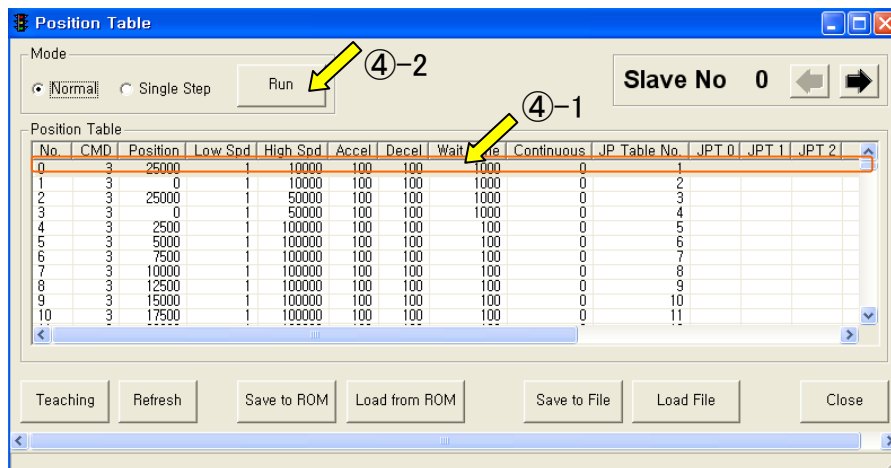 Position Table
Mode
Normal Single Step Run
④-2
Slave No 0
④-1
Position Table
No. CMD Position Low Spd High Spd Accel Decel Wait Continuous JP Table No. JPT 0 JPT 1 JPT 2
0 3 25000 1 10000 100 100 1000 0 1
1 3 0 1 10000 100 100 1000 0 2
2 3 25000 1 50000 100 100 1000 0 3
3 3 0 1 50000 100 100 1000 0 4
4 3 2500 1 100000 100 100 100 0 5
5 3 5000 1 100000 100 100 100 0 6
6 3 7500 1 100000 100 100 100 0 7
7 3 10000 1 100000 100 100 100 0 8
8 3 12500 1 100000 100 100 100 0 9
9 3 15000 1 100000 100 100 100 0 10
10 3 17500 1 100000 100 100 100 0 11
Teaching Refresh Save to ROM Load from ROM Save to File Load File Close